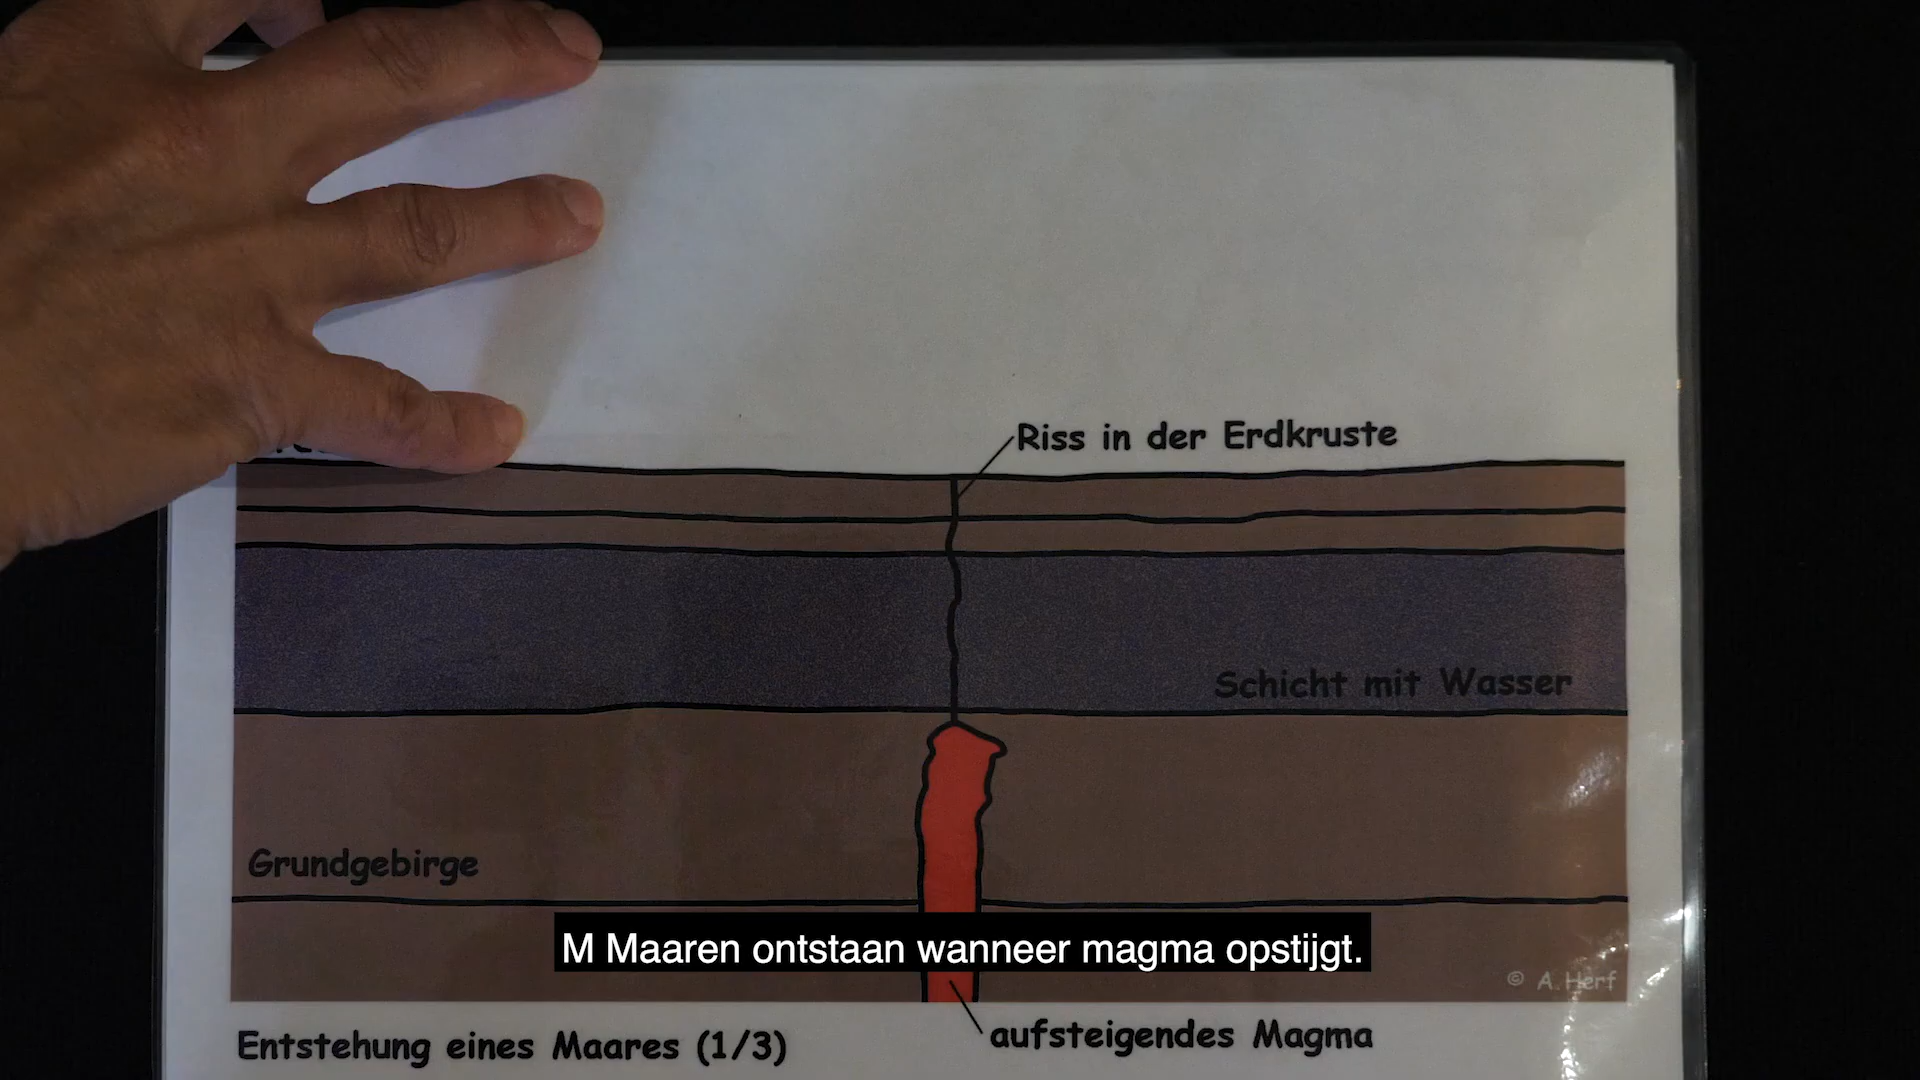 Riss in der Erdkruste
Schicht mit Wasser
Grundgebirge
M Maaren ontstaan wanneer magma opstijgt.
© A. Herf
Entstehung eines Maares (1/3)
aufsteigendes Magma